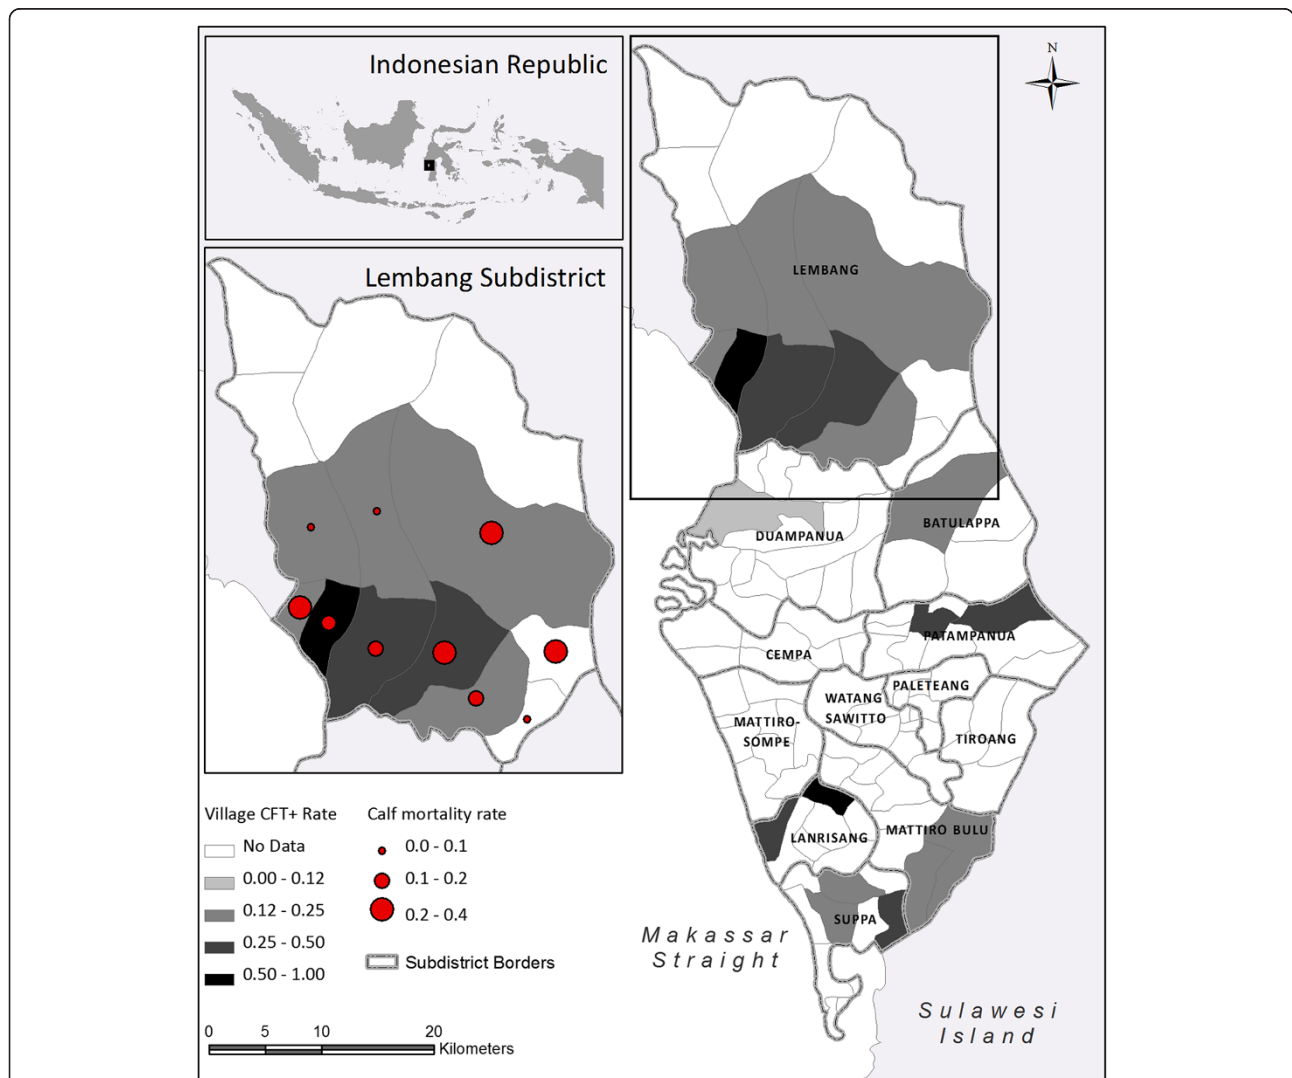 Indonesian Republic
N
Lembang Subdistrict
LEMBANG
DUAMPANUA
BATULAPPA
PATAMPANUA
CEMPA
PALETEANG
WATANG
SAWITTO
MATTIRO-
SOMPE
TIROANG
LANRISANG
MATTIRO BULU
SUPPA
Makassar
Straight
Sulawesi
Island
Village CFT+ Rate
No Data
0.00 - 0.12
0.12 - 0.25
0.25 - 0.50
0.50 - 1.00
Calf mortality rate
0.0 - 0.1
0.1 - 0.2
0.2 - 0.4
Subdistrict Borders
0 5 10 20
Kilometers